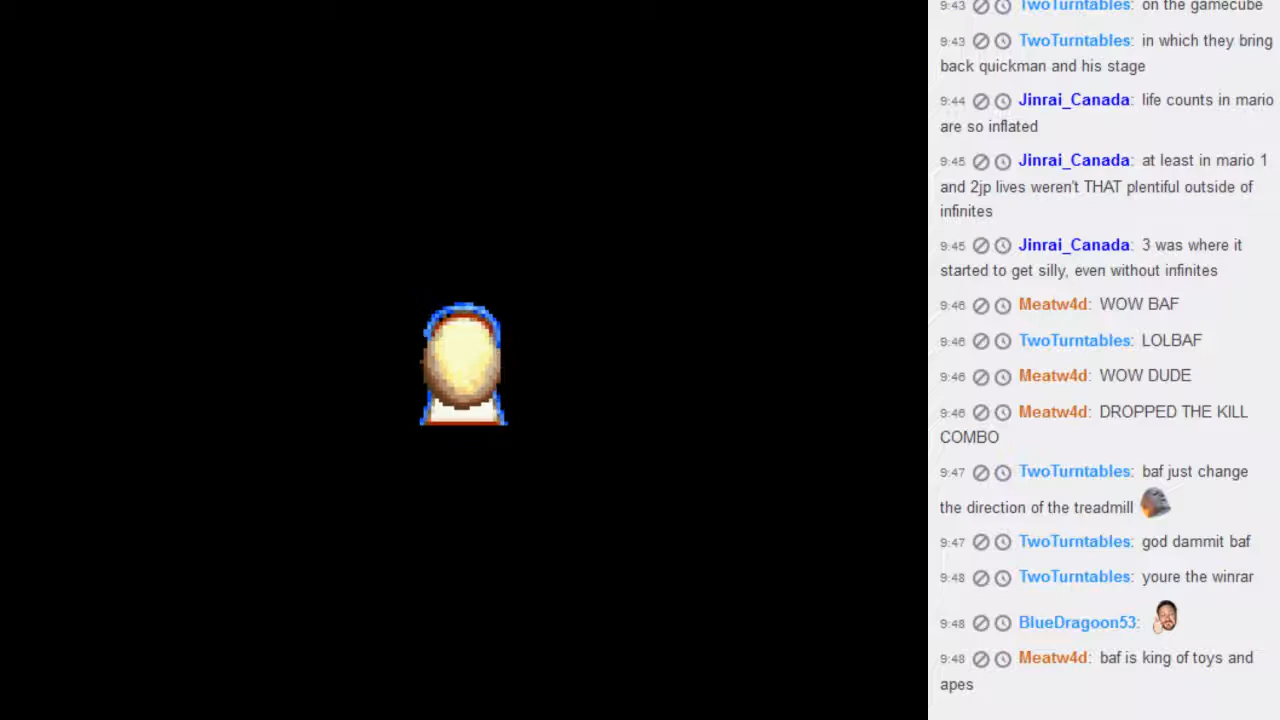 9:43 TwoTurntables: on the gamecube
9:43 TwoTurntables: in which they bring
back quickman and his stage
9:44 Jinrai_Canada: life counts in mario
are so inflated
9:45 Jinrai_Canada: at least in mario 1
and 2jp lives weren't THAT plentiful outside of
infinites
9:45 Jinrai_Canada: 3 was where it
started to get silly, even without infinites
9:46 Meatw4d: WOW BAF
9:46 TwoTurntables: LOLBAF
9:46 Meatw4d: WOW DUDE
9:46 Meatw4d: DROPPED THE KILL
COMBO
9:47 TwoTurntables: baf just change
the direction of the treadmill
9:47 TwoTurntables: god dammit baf
9:48 TwoTurntables: youre the winrar
9:48 BlueDragoon53:
9:48 Meatw4d: baf is king of toys and
apes